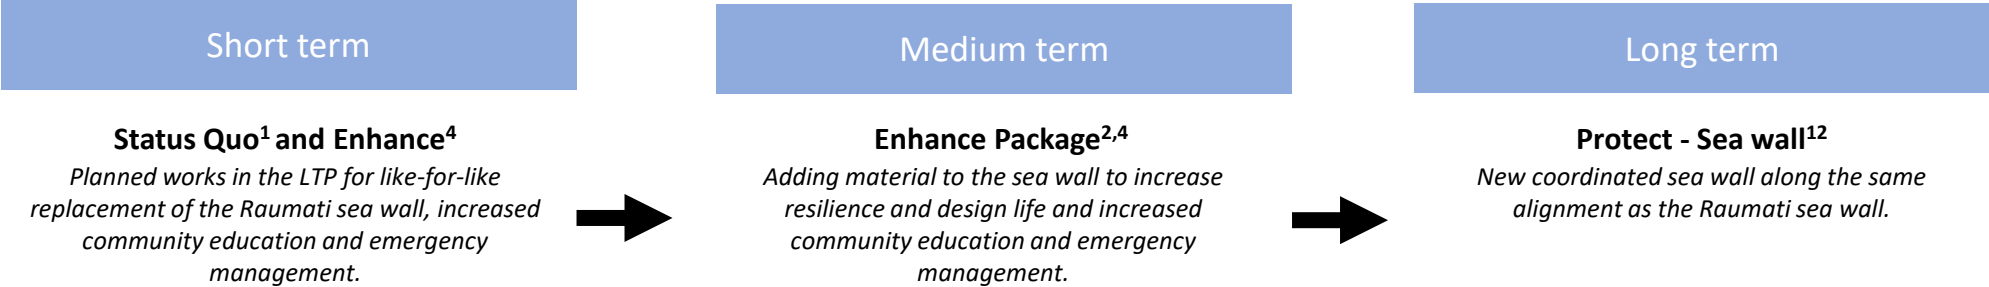 Short term
Status Quo1 and Enhance4
Planned works in the LTP for like-for-like
replacement of the Raumati sea wall, increased
community education and emergency
management.
Medium term
Enhance Package2,4
Adding material to the sea wall to increase
resilience and design life and increased
community education and emergency
management.
Long term
Protect - Sea wall12
New coordinated sea wall along the same
alignment as the Raumati sea wall.